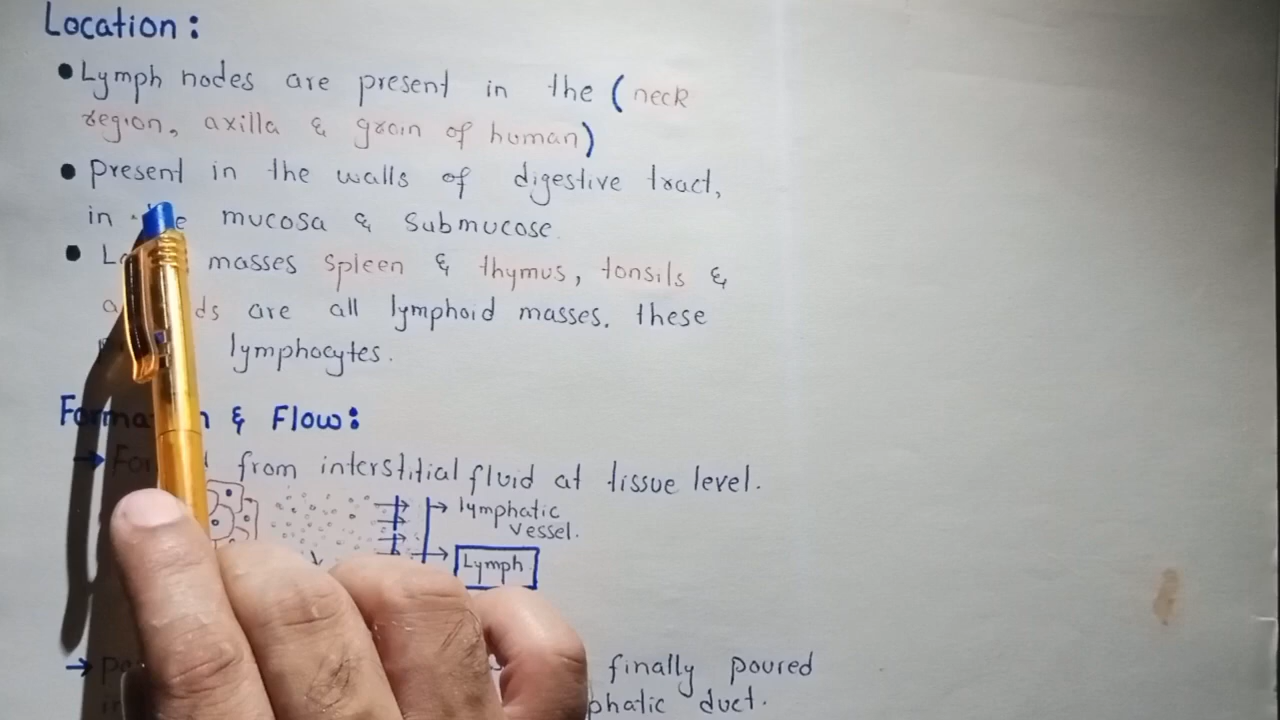 Location:
• Lymph nodes are present in the (neck
region, axilla & groin of human)
• Present in the walls of digestive tract,
in mucosa & submucose.
• masses spleen & thymus, tonsils &
are all lymphoid masses. these
lymphocytes.
& Flow:
→ from interstitial fluid at tissue level.
lymphatic
vessel.
Lymph
→ finally poured
duct.